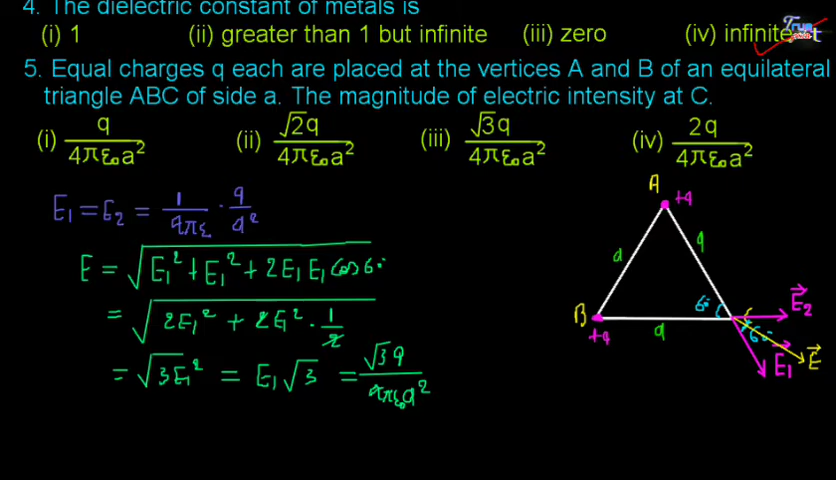 4. The dielectric constant of metals is
(i) 1 (ii) greater than 1 but infinite (iii) zero (iv) infinite
5. Equal charges q each are placed at the vertices A and B of an equilateral
triangle ABC of side a. The magnitude of electric intensity at C.
(i) q/4πε₀a² (ii) √2q/4πε₀a² (iii) √3q/4πε₀a² (iv) 2q/4πε₀a²
A
+q
E₁ = E₂ = 1/4πε · q/a²
a a
E = √E₁² + E₁² + 2E₁E₁ cos60
B 60 E₂
= √2E₁² + 2E₁² · 1/2
+q a 60 E₁ E
= √3E₁² = E₁√3 = √3q/4πε₀a²